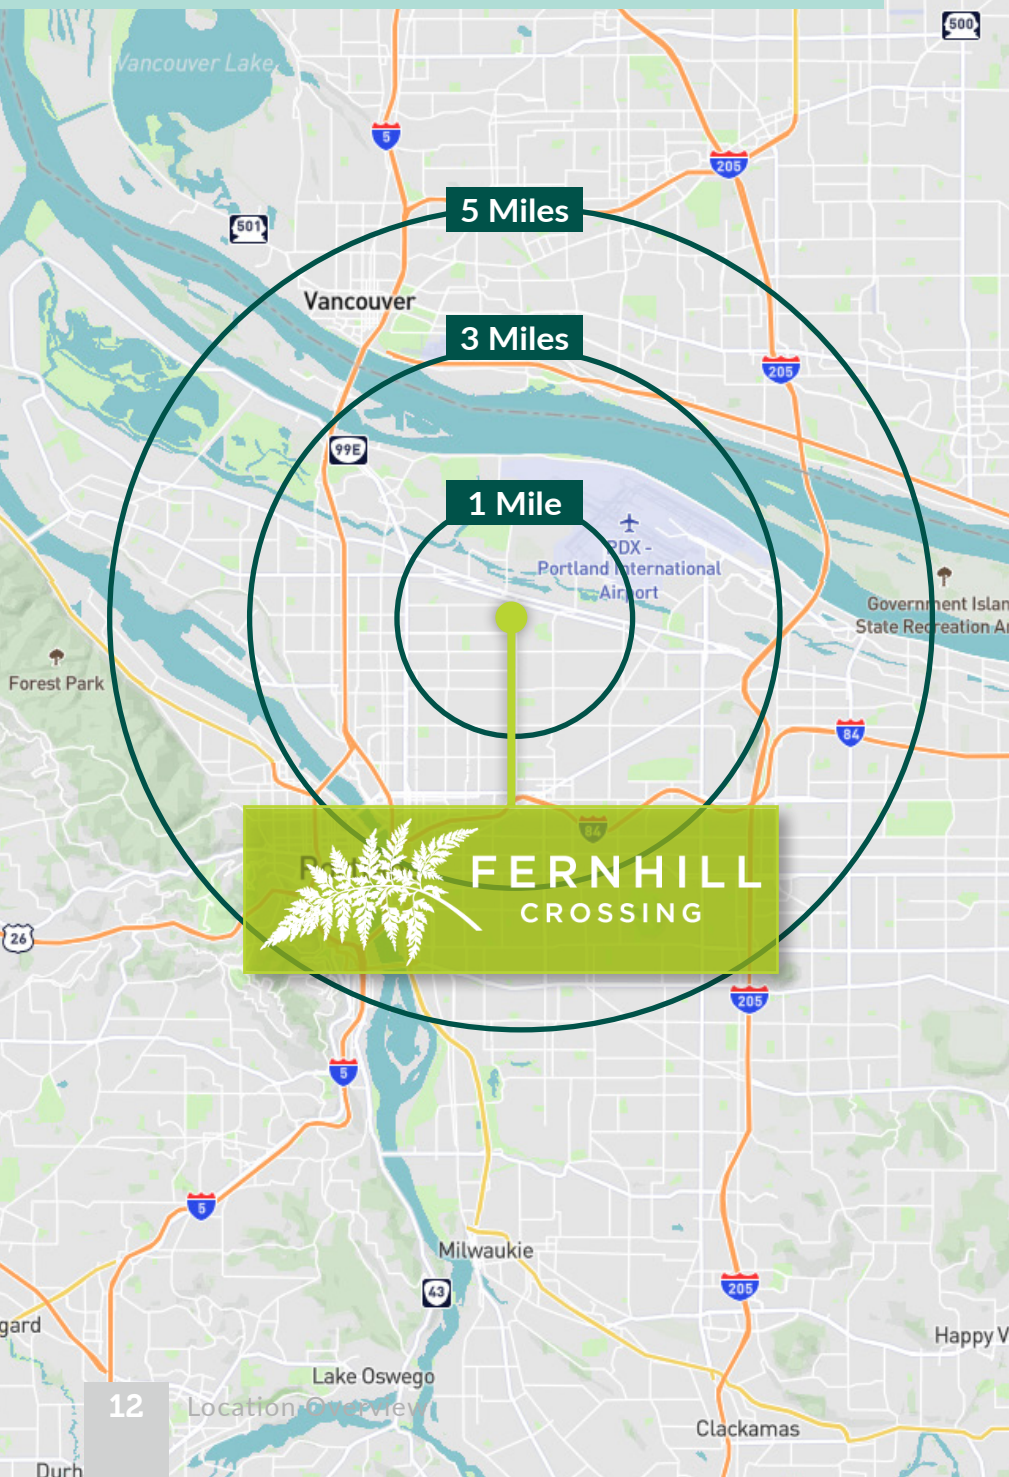 500
Vancouver Lake
5
205
5 Miles
501
Vancouver
3 Miles
205
99E
1 Mile
PDX -
Portland International
Airport
Government Islan
State Recreation Ar
Forest Park
84
84
FERNHILL
CROSSING
26
205
5
5
Milwaukie
205
43
gard
Happy V
Lake Oswego
12
Location Overview
Clackamas
Durh